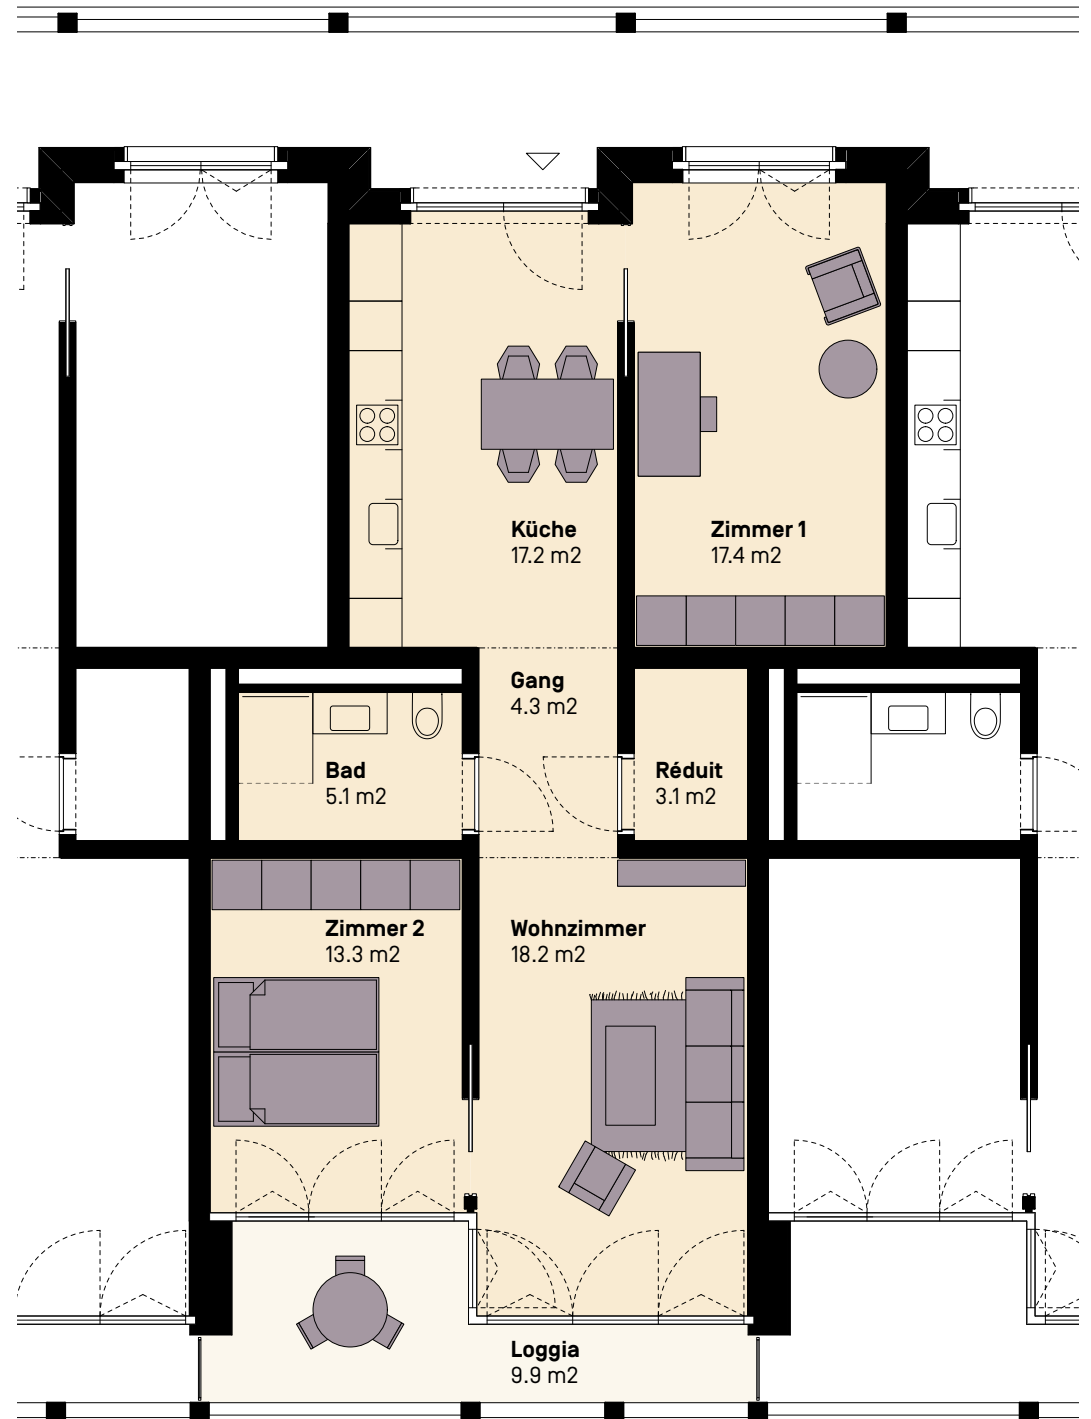 Küche
17.2 m2
Zimmer 1
17.4 m2
Gang
4.3 m2
Bad
5.1 m2
Réduit
3.1 m2
Zimmer 2
13.3 m2
Wohnzimmer
18.2 m2
Loggia
9.9 m2